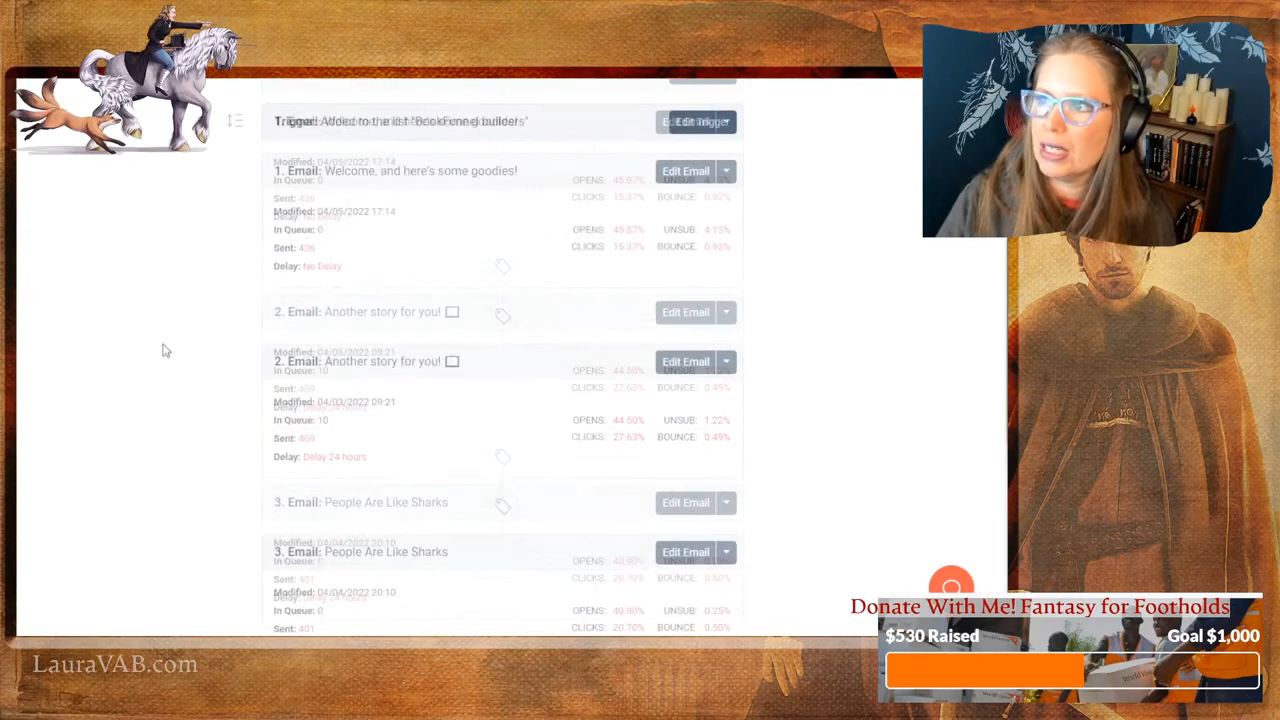 Trigger: Added to the list "Bookfunnel builders"
Edit Trigger
1. Email: Welcome, and here's some goodies!
Edit Email
Modified: 04/05/2022 17:14
In Queue: 0
OPENS: 45.87% UNSUB: 4.13%
Sent: 436
CLICKS: 15.37% BOUNCE: 0.92%
Delay: No Delay
2. Email: Another story for you!
Edit Email
2. Email: Another story for you!
Edit Email
Modified: 04/03/2022 09:21
In Queue: 10
OPENS: 44.50% UNSUB: 1.22%
Sent: 409
CLICKS: 27.63% BOUNCE: 0.49%
Delay: Delay 24 hours
3. Email: People Are Like Sharks
Edit Email
3. Email: People Are Like Sharks
Edit Email
Modified: 04/04/2022 20:10
In Queue: 0
OPENS: 40.90% UNSUB: 0.25%
Sent: 401
CLICKS: 20.70% BOUNCE: 0.50%
Donate With Me! Fantasy for Footholds
$530 Raised Goal $1,000
LauraVAB.com